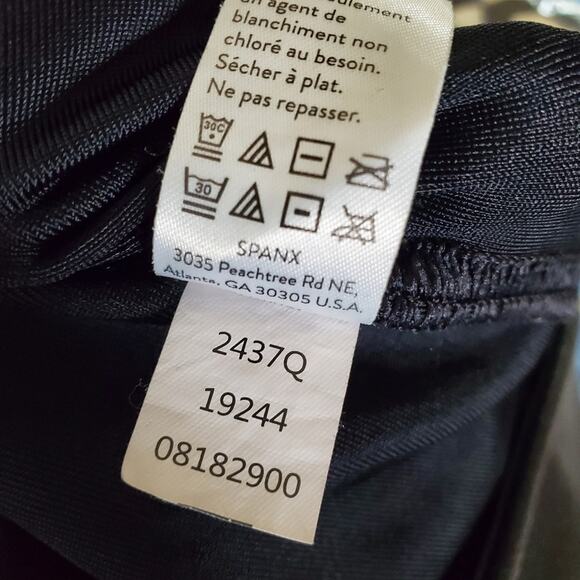 un agent de
blanchiment non
chloré au besoin.
Sécher à plat.
Ne pas repasser.
30C
30
SPANX
3035 Peachtree Rd NE,
Atlanta, GA 30305 U.S.A.
2437Q
19244
08182900